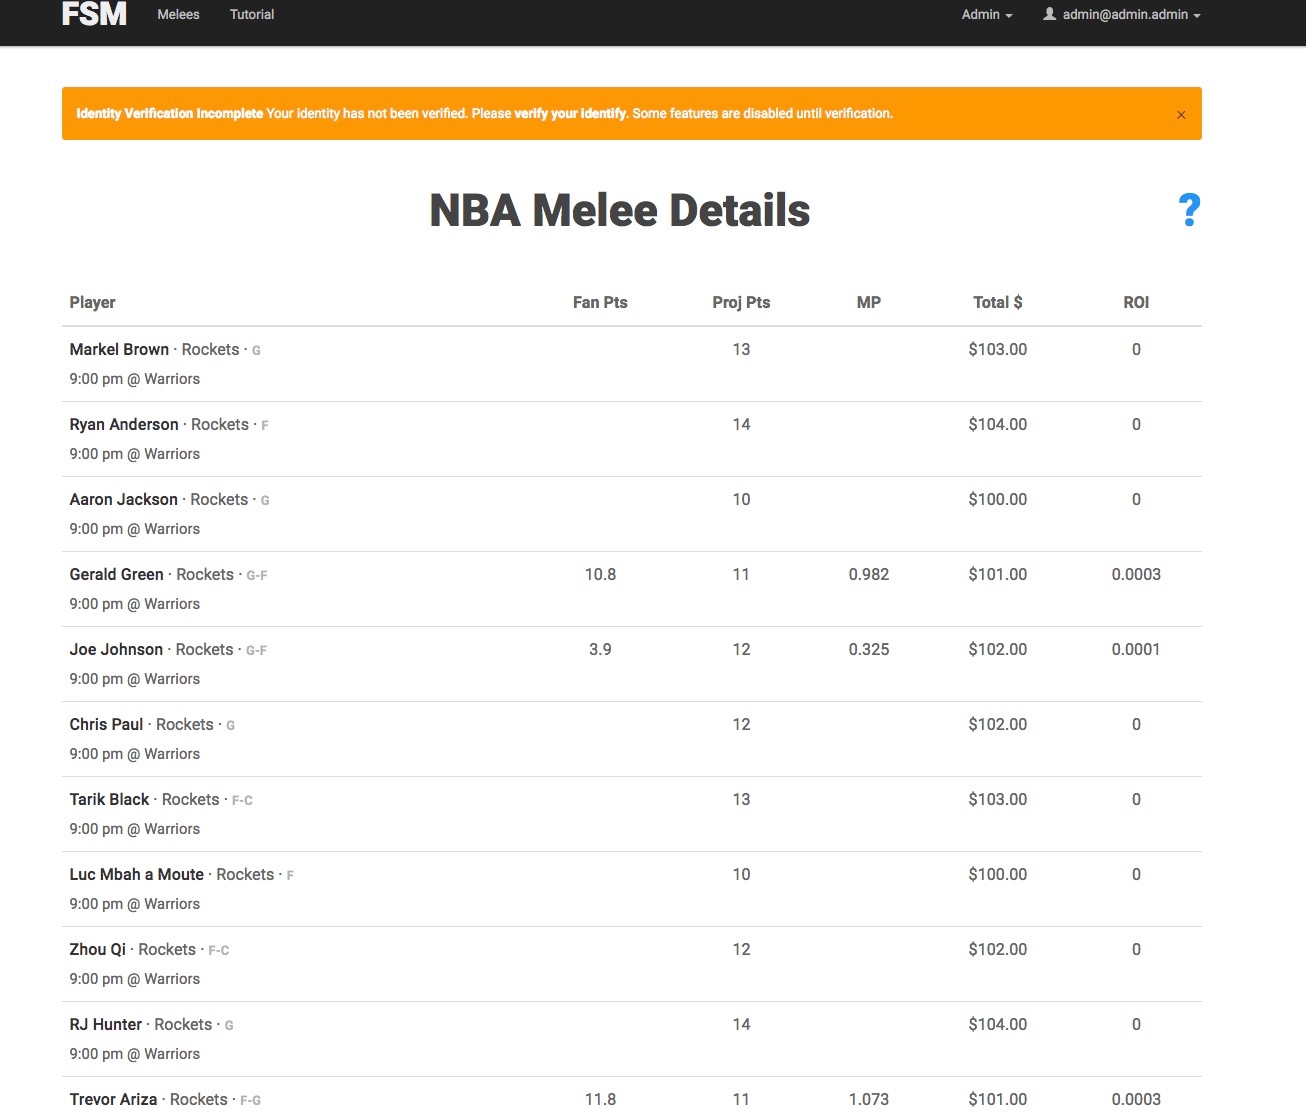 FSM Melees Tutorial Admin admin@admin.admin
Identity Verification Incomplete Your identity has not been verified. Please verify your identify. Some features are disabled until verification. ×
NBA Melee Details ?
Player Fan Pts Proj Pts MP Total $ ROI
Markel Brown · Rockets · G 13 $103.00 0
9:00 pm @ Warriors
Ryan Anderson · Rockets · F 14 $104.00 0
9:00 pm @ Warriors
Aaron Jackson · Rockets · G 10 $100.00 0
9:00 pm @ Warriors
Gerald Green · Rockets · G-F 10.8 11 0.982 $101.00 0.0003
9:00 pm @ Warriors
Joe Johnson · Rockets · G-F 3.9 12 0.325 $102.00 0.0001
9:00 pm @ Warriors
Chris Paul · Rockets · G 12 $102.00 0
9:00 pm @ Warriors
Tarik Black · Rockets · F-C 13 $103.00 0
9:00 pm @ Warriors
Luc Mbah a Moute · Rockets · F 10 $100.00 0
9:00 pm @ Warriors
Zhou Qi · Rockets · F-C 12 $102.00 0
9:00 pm @ Warriors
RJ Hunter · Rockets · G 14 $104.00 0
9:00 pm @ Warriors
Trevor Ariza · Rockets · F-G 11.8 11 1.073 $101.00 0.0003